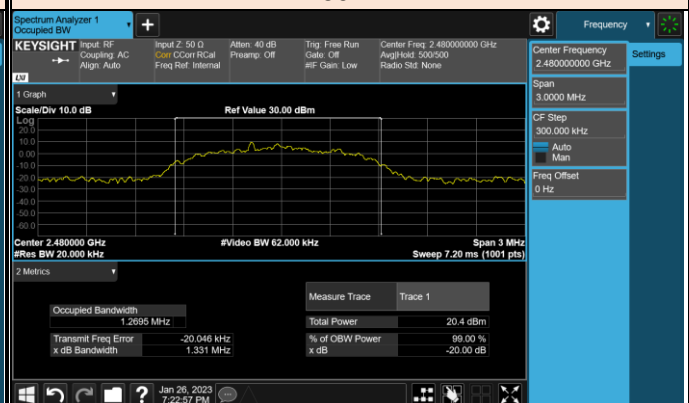 Spectrum Analyzer 1
Occupied BW
+
Frequency
KEYSIGHT
Input: RF
Coupling: AC
Align: Auto
Input Z: 50 Ω
Corr CCorr RCal
Freq Ref: Internal
Atten: 40 dB
Preamp: Off
Trig: Free Run
Gate: Off
#IF Gain: Low
Center Freq: 2.480000000 GHz
Avg|Hold: 500/500
Radio Std: None
LXI
Center Frequency
2.480000000 GHz
Settings
Span
3.0000 MHz
CF Step
300.000 kHz
Auto
Man
Freq Offset
0 Hz
1 Graph
Scale/Div 10.0 dB
Ref Value 30.00 dBm
Log
20.0
10.0
0.00
-10.0
-20.0
-30.0
-40.0
-50.0
-60.0
Center 2.480000 GHz
#Video BW 62.000 kHz
Span 3 MHz
#Res BW 20.000 kHz
Sweep 7.20 ms (1001 pts)
2 Metrics
Measure Trace
Trace 1
Occupied Bandwidth
1.2695 MHz
Total Power
20.4 dBm
Transmit Freq Error
-20.046 kHz
% of OBW Power
99.00 %
x dB Bandwidth
1.331 MHz
x dB
-20.00 dB
?
Jan 26, 2023
7:22:57 PM